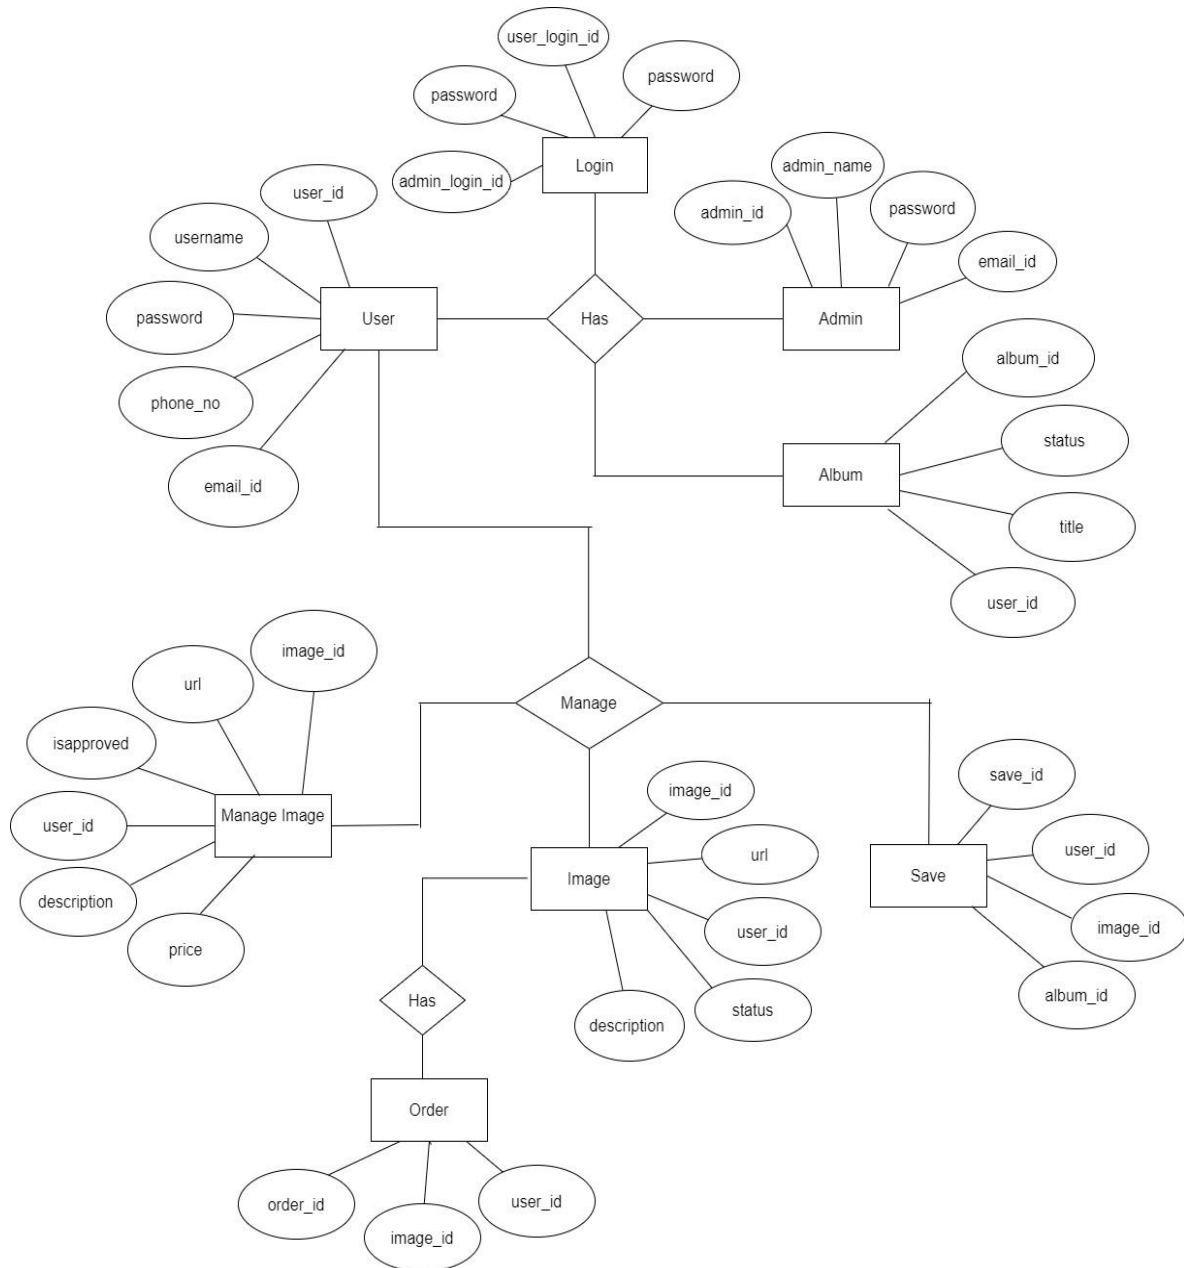 user_login_id
password
password
Login
admin_login_id
admin_name
user_id
admin_id
password
username
email_id
password
User
Has
Admin
album_id
phone_no
status
Album
email_id
title
user_id
image_id
url
Manage
isapproved
save_id
image_id
Manage Image
user_id
url
user_id
Image
Save
description
image_id
user_id
price
album_id
Has
status
description
Order
order_id
user_id
image_id